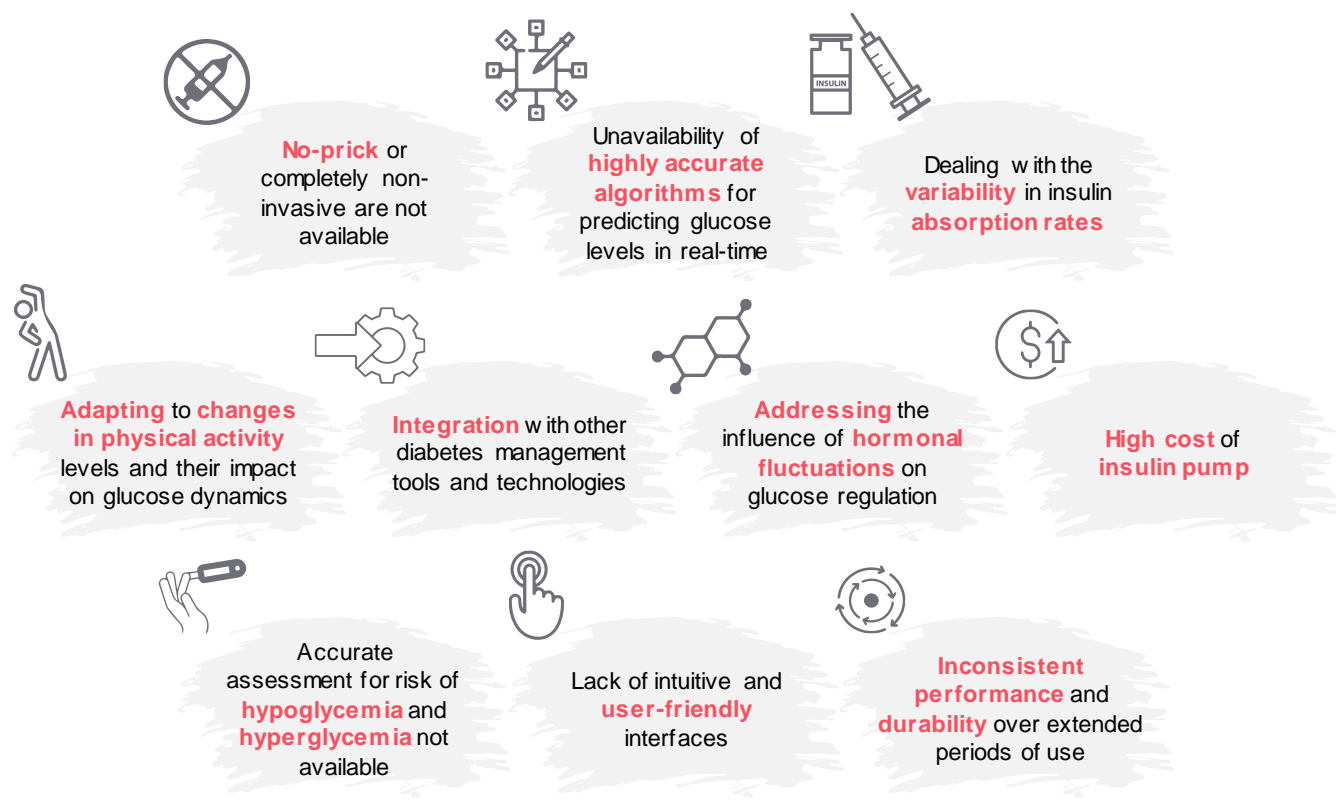 INSULIN
No-prick or
completely non-
invasive are not
available
Unavailability of
highly accurate
algorithms for
predicting glucose
levels in real-time
Dealing with the
variability in insulin
absorption rates
Adapting to changes
in physical activity
levels and their impact
on glucose dynamics
Integration with other
diabetes management
tools and technologies
Addressing the
influence of hormonal
fluctuations on
glucose regulation
High cost of
insulin pump
Accurate
assessment for risk of
hypoglycemia and
hyperglycemia not
available
Lack of intuitive and
user-friendly
interfaces
Inconsistent
performance and
durability over extended
periods of use